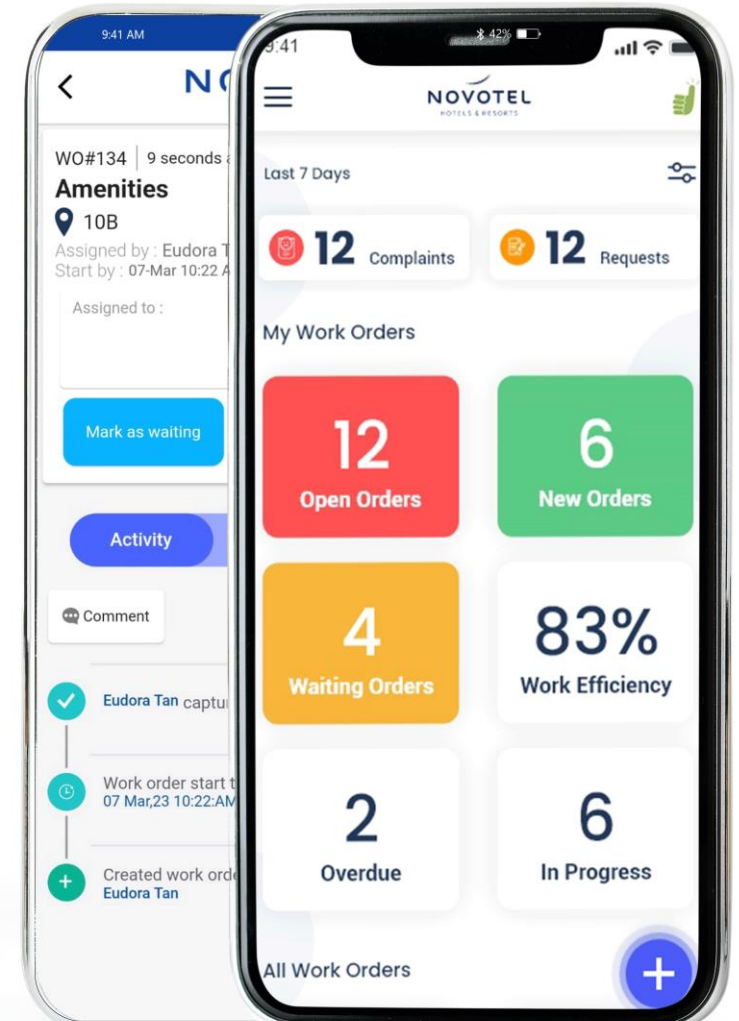 9:41 AM
NO
WO#134 | 9 seconds a
Amenities
10B
Assigned by : Eudora T
Start by : 07-Mar 10:22 A
Assigned to :
Mark as waiting
Activity
Comment
Eudora Tan captu
Work order start t
07 Mar,23 10:22:AM
Created work orde
Eudora Tan
9:41
42%
NOVOTEL
HOTELS & RESORTS
Last 7 Days
12 Complaints
12 Requests
My Work Orders
12
Open Orders
6
New Orders
4
Waiting Orders
83%
Work Efficiency
2
Overdue
6
In Progress
All Work Orders
+